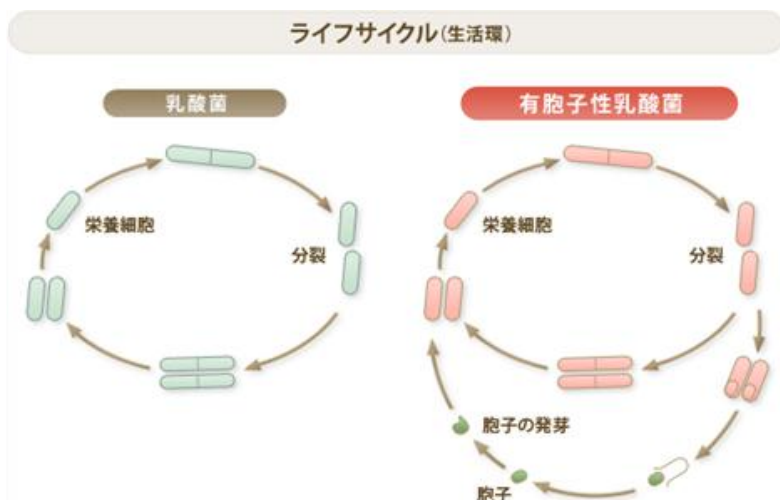 ライフサイクル(生活環)
乳酸菌
有胞子性乳酸菌
栄養細胞
分裂
栄養細胞
分裂
胞子の発芽
胞子